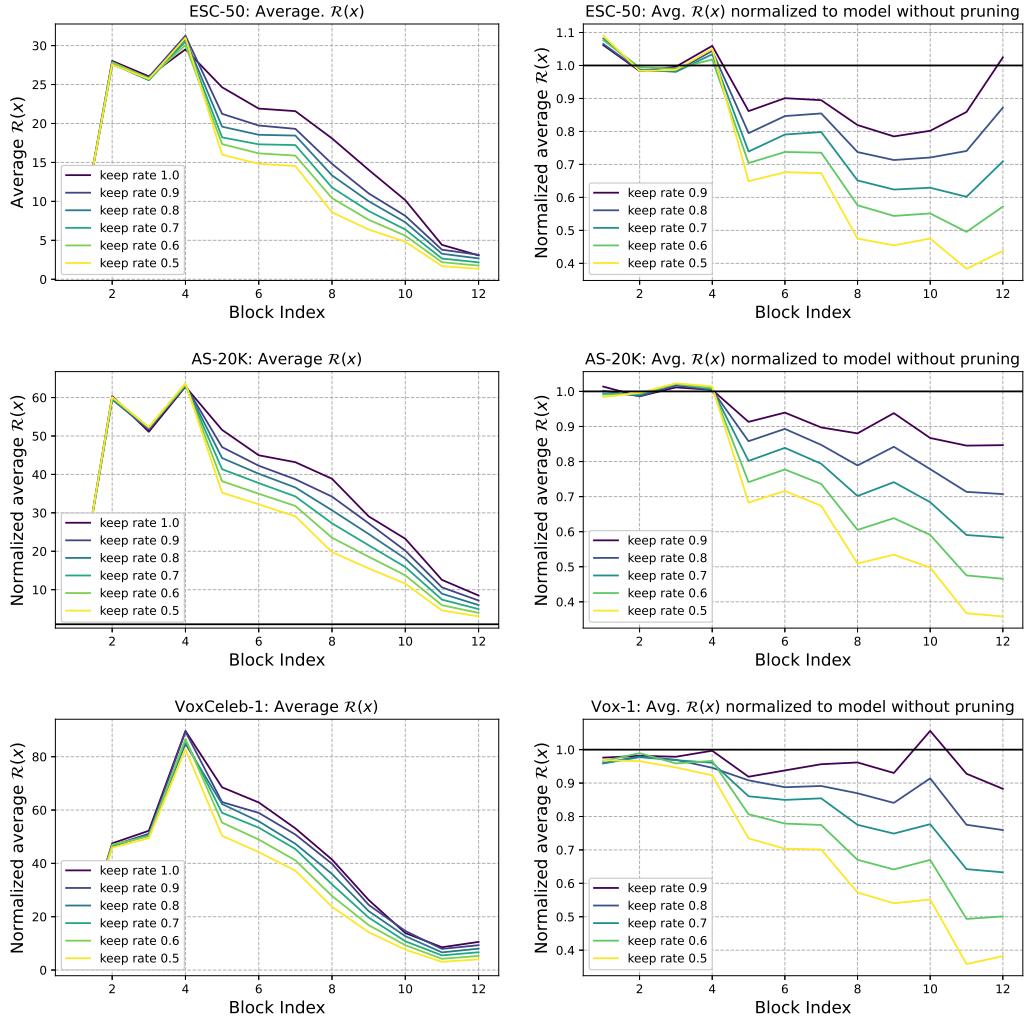 ESC-50: Average. R(x)
30
25
20
15
10
5
0
Average R(x)
keep rate 1.0
keep rate 0.9
keep rate 0.8
keep rate 0.7
keep rate 0.6
keep rate 0.5
2 4 6 8 10 12
Block Index
ESC-50: Avg. R(x) normalized to model without pruning
1.1
1.0
0.9
0.8
0.7
0.6
0.5
0.4
Normalized average R(x)
keep rate 0.9
keep rate 0.8
keep rate 0.7
keep rate 0.6
keep rate 0.5
2 4 6 8 10 12
Block Index
AS-20K: Average R(x)
60
50
40
30
20
10
Normalized average R(x)
keep rate 1.0
keep rate 0.9
keep rate 0.8
keep rate 0.7
keep rate 0.6
keep rate 0.5
2 4 6 8 10 12
Block Index
AS-20K: Avg. R(x) normalized to model without pruning
1.0
0.9
0.8
0.7
0.6
0.5
0.4
Normalized average R(x)
keep rate 0.9
keep rate 0.8
keep rate 0.7
keep rate 0.6
keep rate 0.5
2 4 6 8 10 12
Block Index
VoxCeleb-1: Average R(x)
80
60
40
20
0
Normalized average R(x)
keep rate 1.0
keep rate 0.9
keep rate 0.8
keep rate 0.7
keep rate 0.6
keep rate 0.5
2 4 6 8 10 12
Block Index
Vox-1: Avg. R(x) normalized to model without pruning
1.0
0.9
0.8
0.7
0.6
0.5
0.4
Normalized average R(x)
keep rate 0.9
keep rate 0.8
keep rate 0.7
keep rate 0.6
keep rate 0.5
2 4 6 8 10 12
Block Index